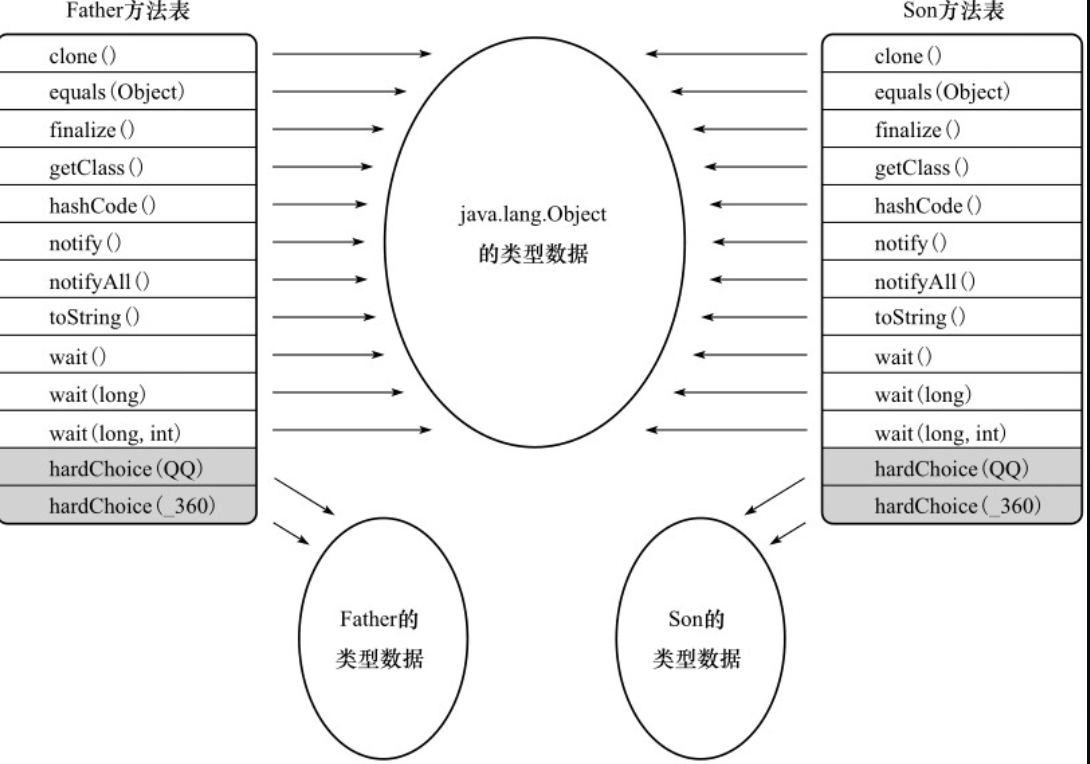 Father方法表
clone()
equals(Object)
finalize()
getClass()
hashCode()
notify()
notifyAll()
toString()
wait()
wait(long)
wait(long, int)
hardChoice(QQ)
hardChoice(_360)
java.lang.Object
的类型数据
Father的
类型数据
Son的
类型数据
Son方法表
clone()
equals(Object)
finalize()
getClass()
hashCode()
notify()
notifyAll()
toString()
wait()
wait(long)
wait(long, int)
hardChoice(QQ)
hardChoice(_360)